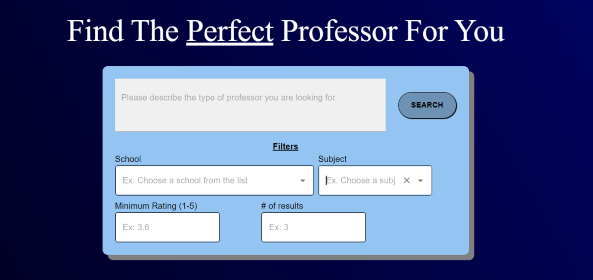 Find The Perfect Professor For You
Please describe the type of professor you are looking for.
SEARCH
Filters
School
Subject
Ex. Choose a school from the list
Ex. Choose a subj
Minimum Rating (1-5)
# of results
Ex: 3.6
Ex: 3